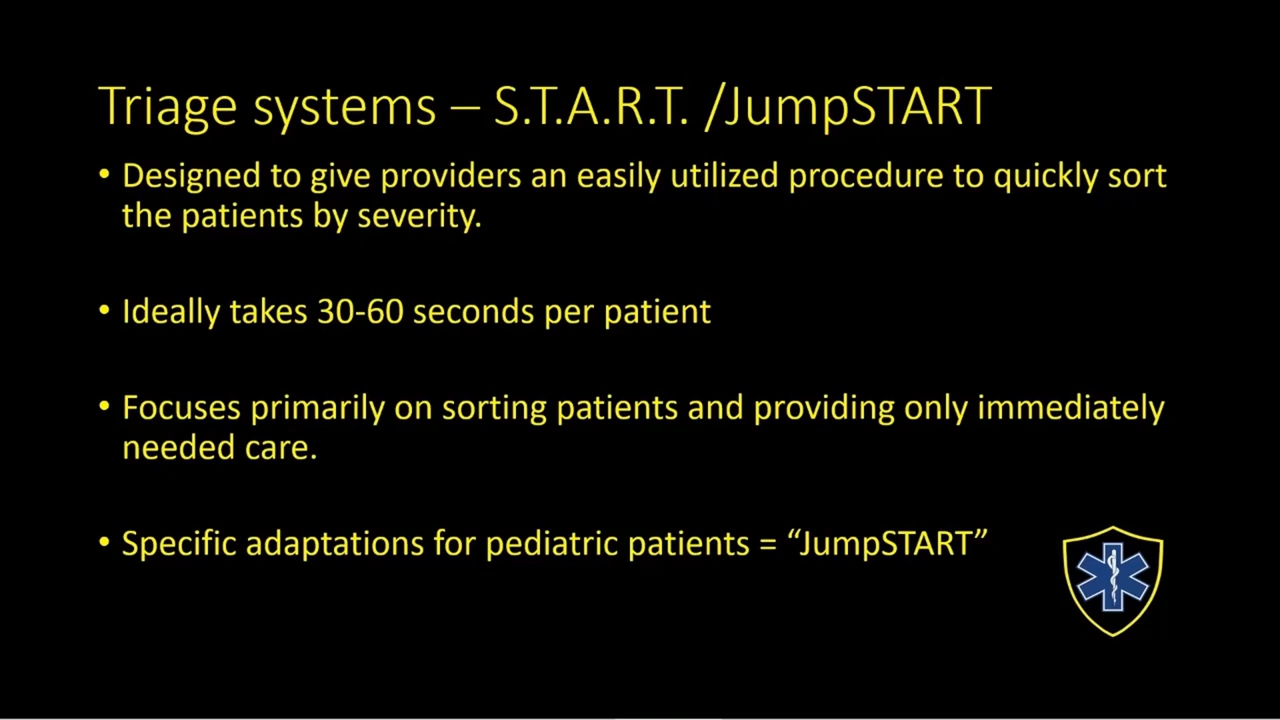 Triage systems – S.T.A.R.T. /JumpSTART
• Designed to give providers an easily utilized procedure to quickly sort
the patients by severity.
• Ideally takes 30-60 seconds per patient
• Focuses primarily on sorting patients and providing only immediately
needed care.
• Specific adaptations for pediatric patients = “JumpSTART”